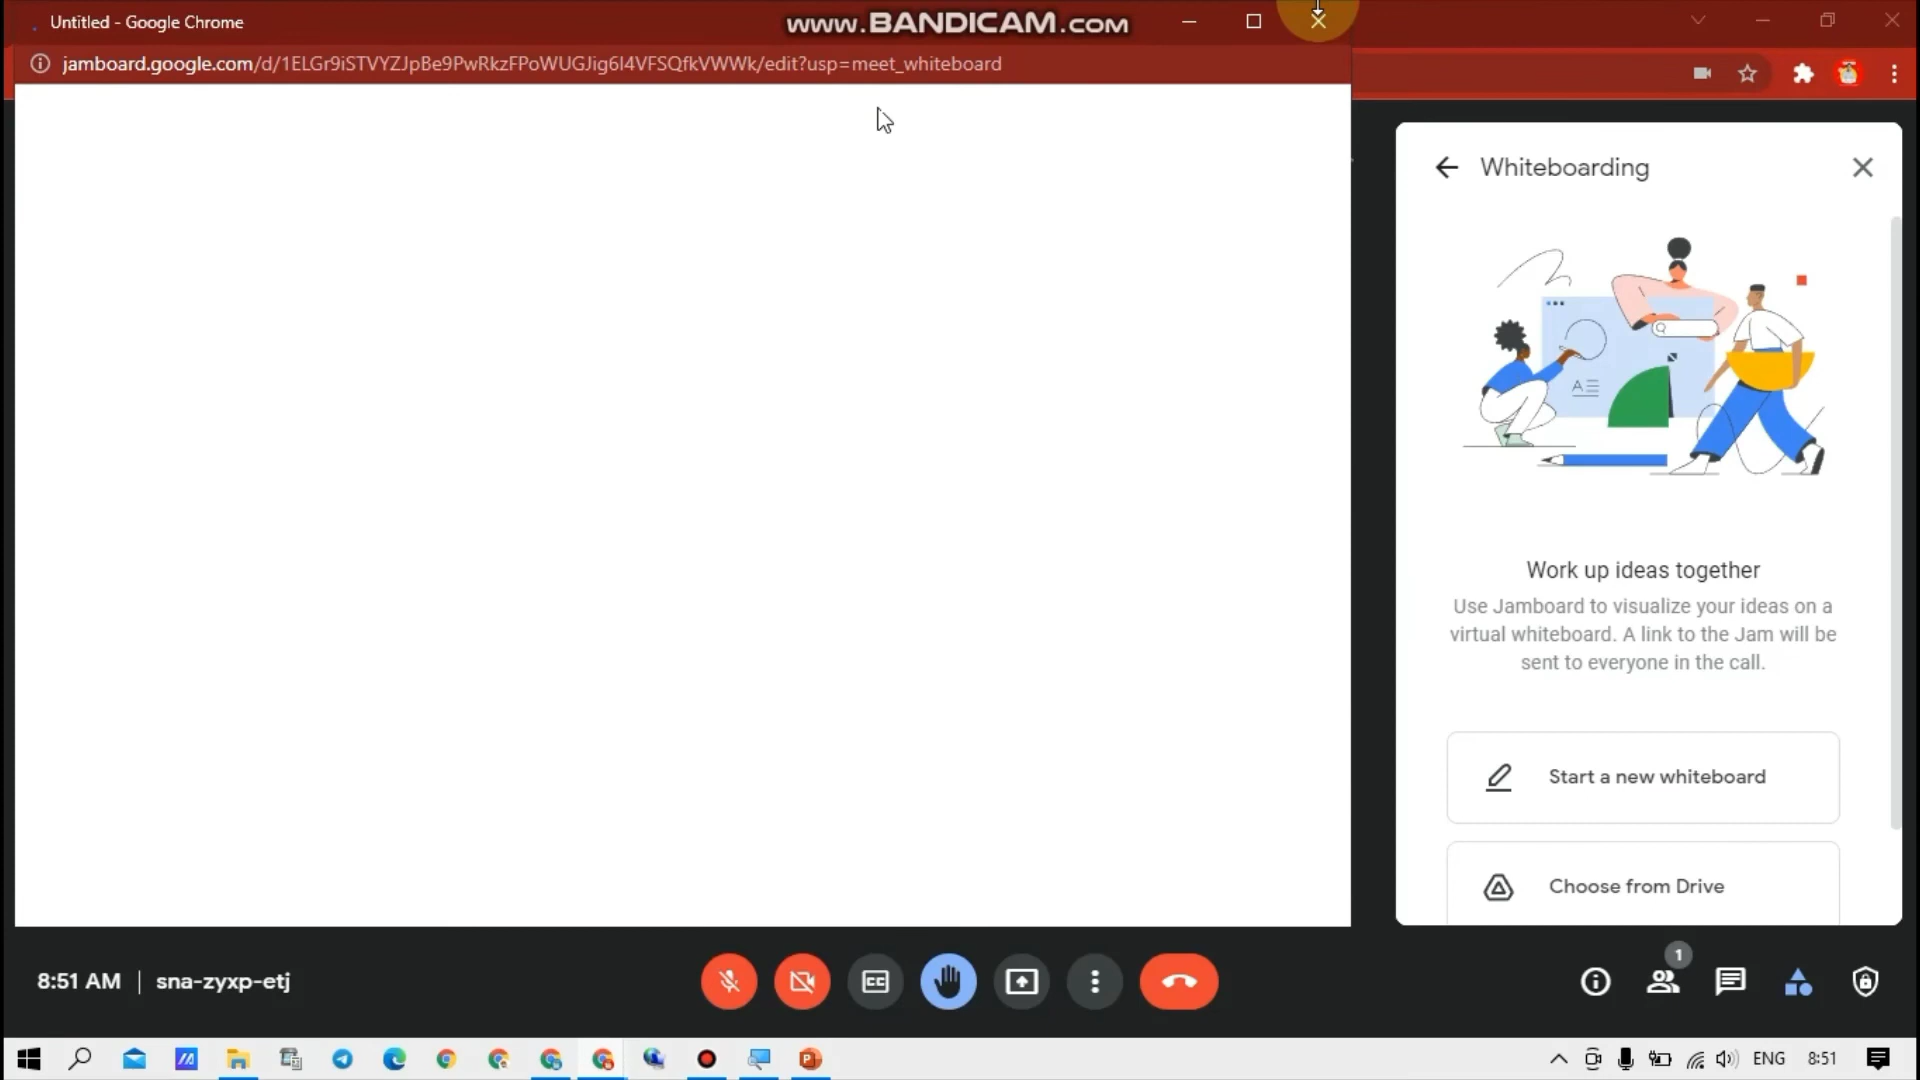 Untitled - Google Chrome
www.BANDICAM.com
jamboard.google.com/d/1ELGr9iSTVYZJpBe9PwRkzFPoWUGJig6I4VFSQfkVWWk/edit?usp=meet_whiteboard
Whiteboarding
Work up ideas together
Use Jamboard to visualize your ideas on a
virtual whiteboard. A link to the Jam will be
sent to everyone in the call.
Start a new whiteboard
Choose from Drive
8:51 AM | sna-zyxp-etj
1
ENG
8:51